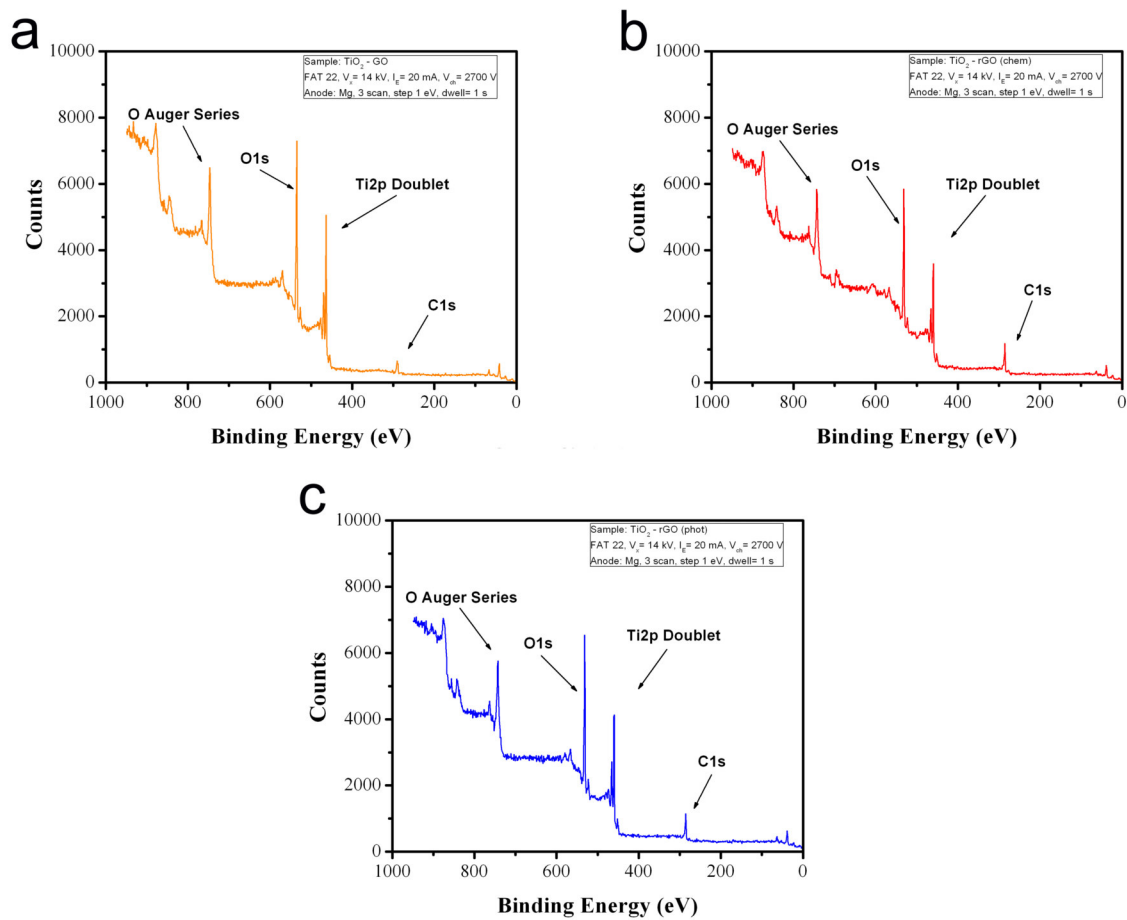 a
10000
8000
6000
4000
2000
0
Counts
Sample: TiO2 - GO
FAT 22, Vx= 14 kV, IE= 20 mA, Vch= 2700 V
Anode: Mg, 3 scan, step 1 eV, dwell= 1 s
O Auger Series
O1s
Ti2p Doublet
C1s
1000 800 600 400 200 0
Binding Energy (eV)
b
10000
8000
6000
4000
2000
0
Counts
Sample: TiO2 - rGO (chem)
FAT 22, Vx= 14 kV, IE= 20 mA, Vch= 2700 V
Anode: Mg, 3 scan, step 1 eV, dwell= 1 s
O Auger Series
O1s
Ti2p Doublet
C1s
1000 800 600 400 200 0
Binding Energy (eV)
c
10000
8000
6000
4000
2000
0
Counts
Sample: TiO2 - rGO (phot)
FAT 22, Vx= 14 kV, IE= 20 mA, Vch= 2700 V
Anode: Mg, 3 scan, step 1 eV, dwell= 1 s
O Auger Series
O1s
Ti2p Doublet
C1s
1000 800 600 400 200 0
Binding Energy (eV)